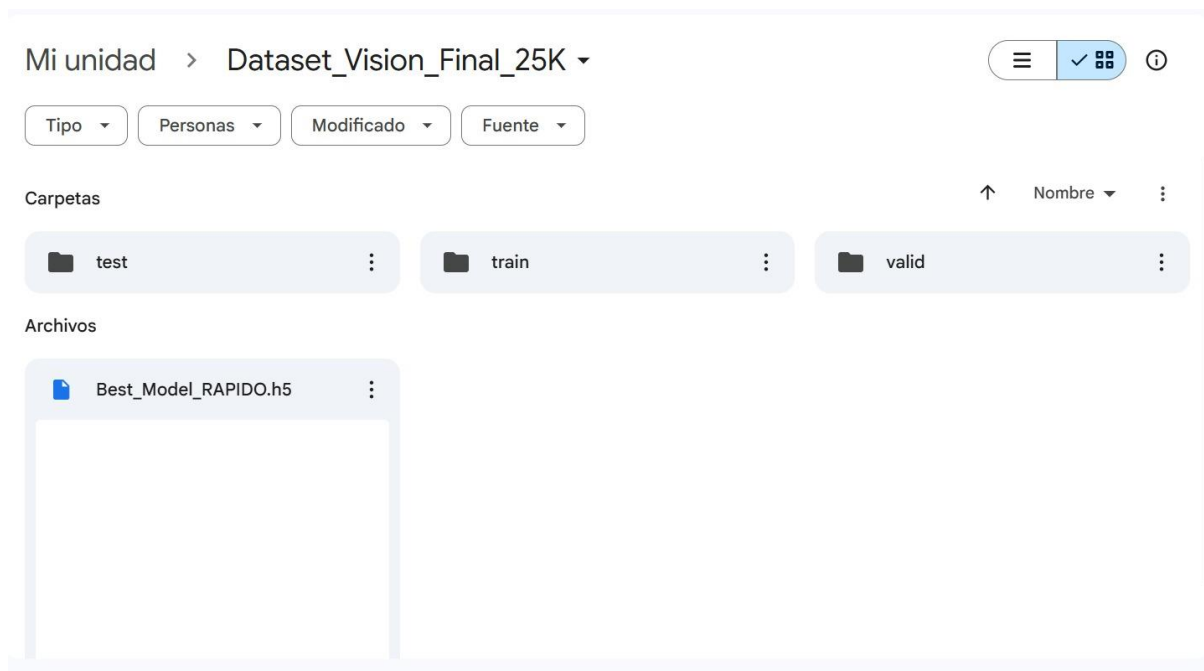 Mi unidad > Dataset_Vision_Final_25K
Tipo Personas Modificado Fuente
Carpetas Nombre
test train valid
Archivos
Best_Model_RAPIDO.h5